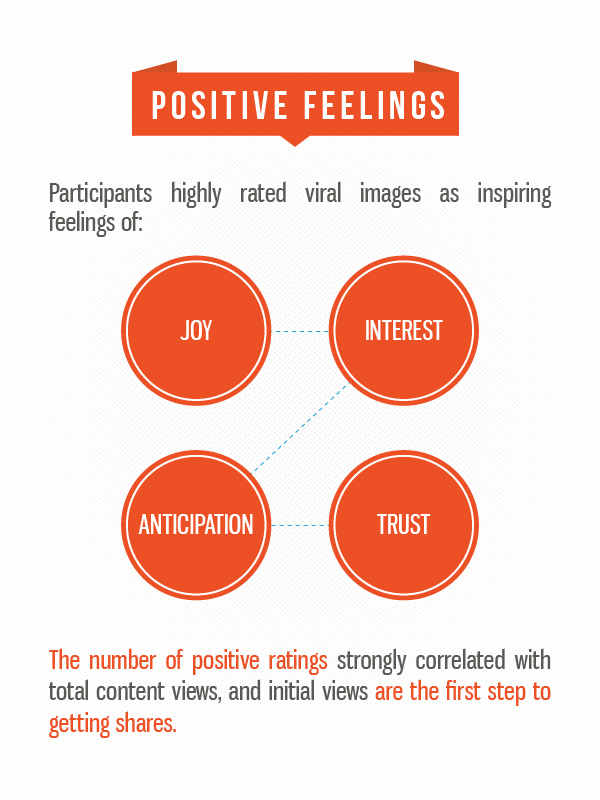 POSITIVE FEELINGS
Participants highly rated viral images as inspiring
feelings of:
JOY
INTEREST
ANTICIPATION
TRUST
The number of positive ratings strongly correlated with
total content views, and initial views are the first step to
getting shares.